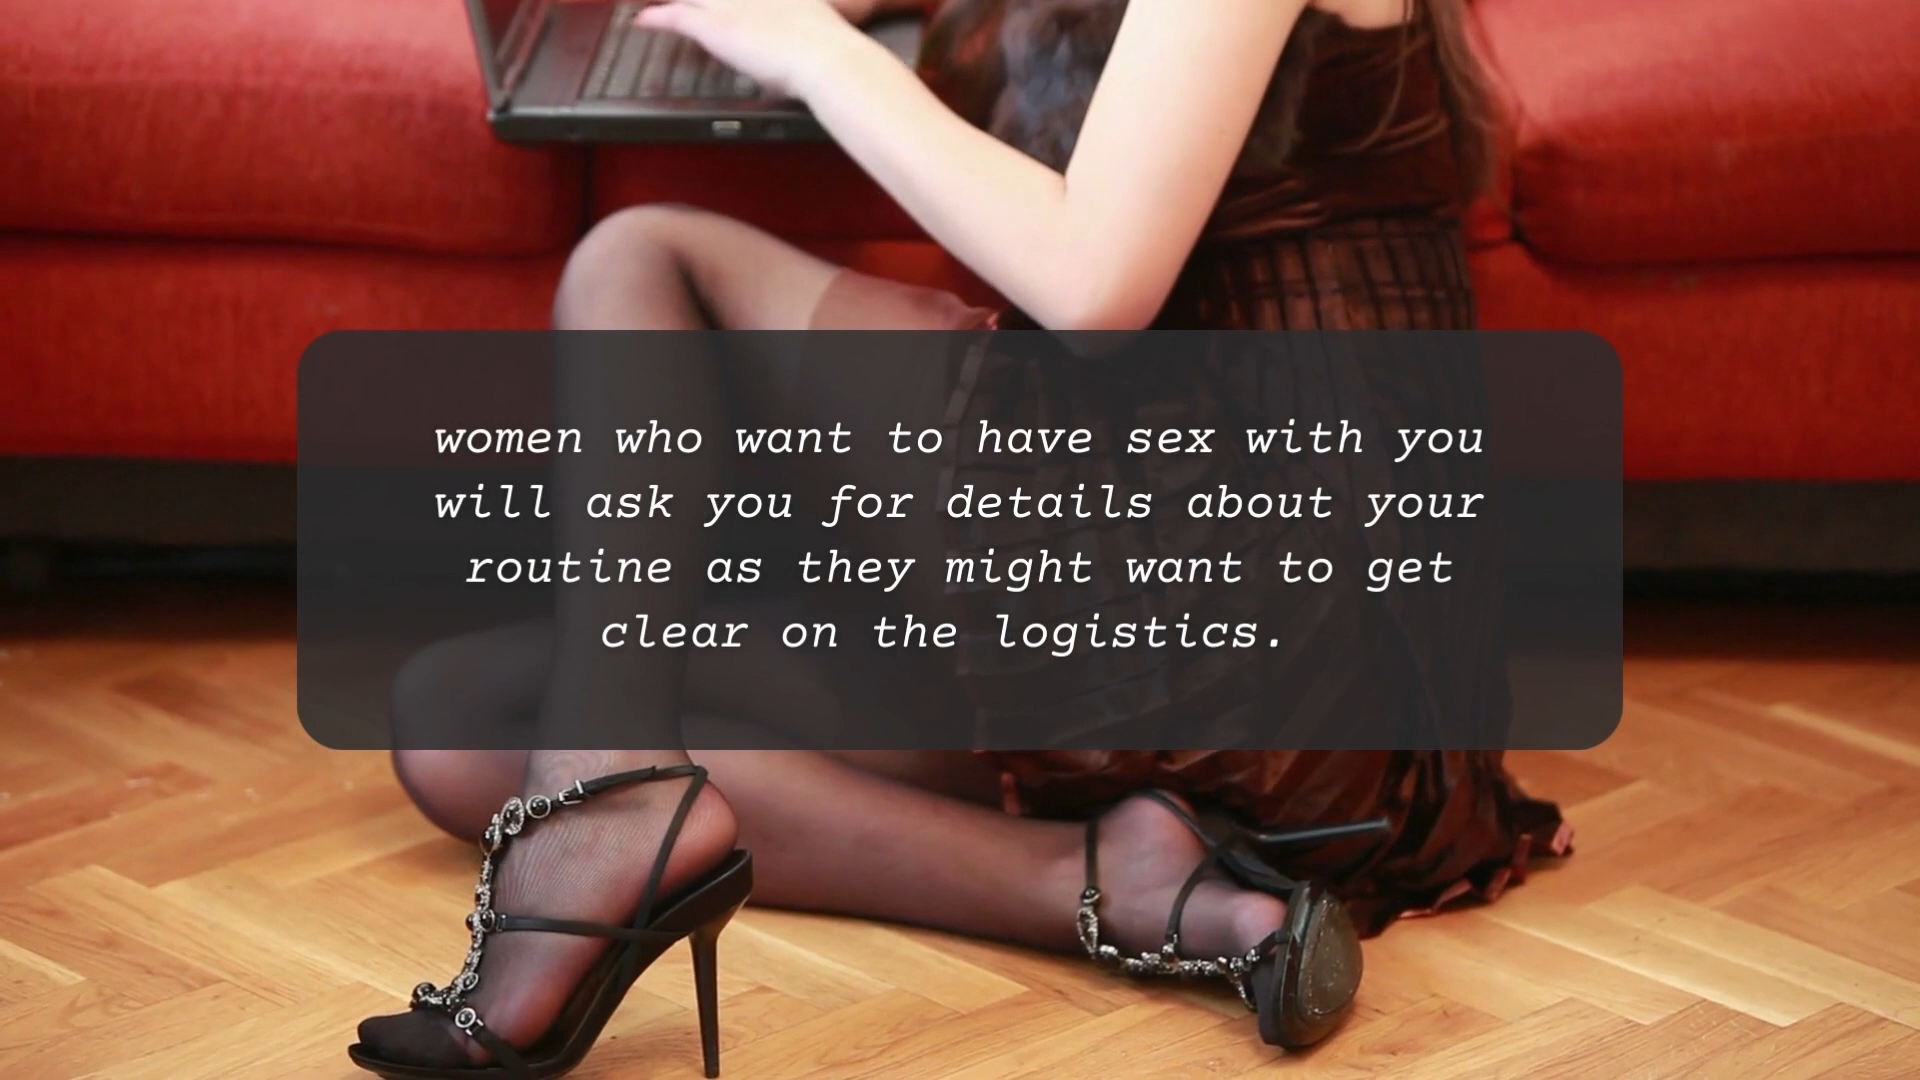 women who want to have sex with you
will ask you for details about your
routine as they might want to get
clear on the logistics.